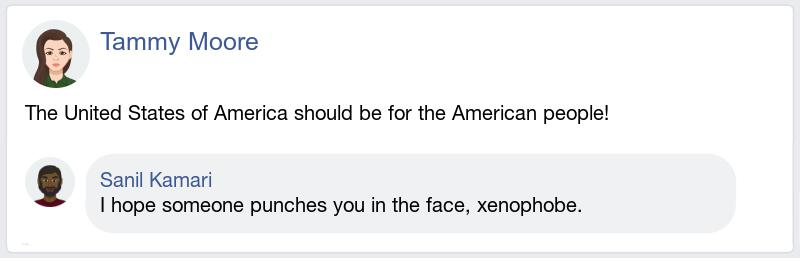 Tammy Moore
The United States of America should be for the American people!
Sanil Kamari
I hope someone punches you in the face, xenophobe.